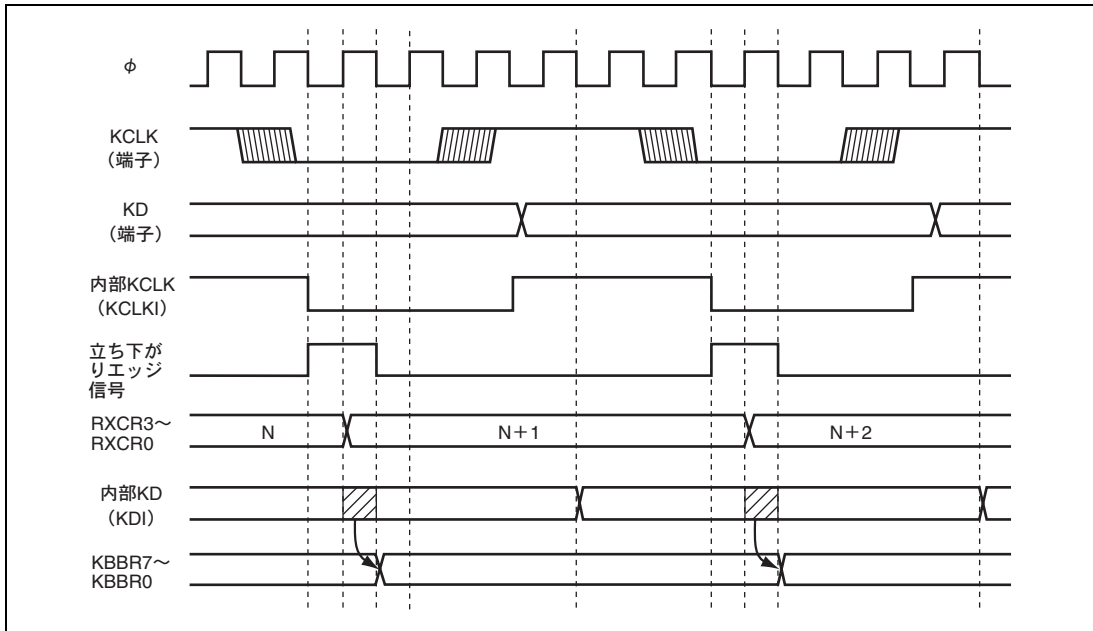 φ
KCLK
(端子)
KD
(端子)
内部KCLK
(KCLKI)
立ち下が
りエッジ
信号
RXCR3～
RXCR0
N
N+1
N+2
内部KD
(KDI)
KBBR7～
KBBR0